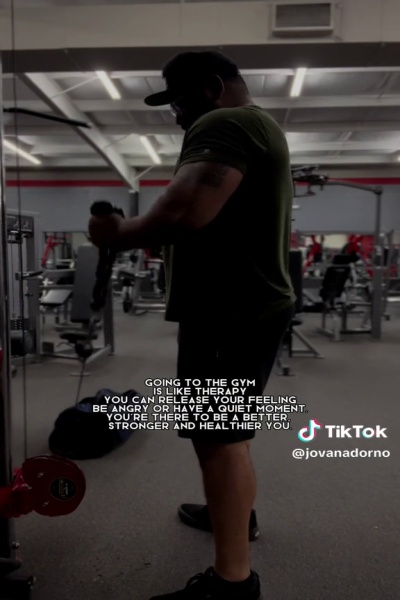 GOING TO THE GYM
IS LIKE THERAPY
YOU CAN RELEASE YOUR FEELING
BE ANGRY OR HAVE A QUIET MOMENT.
YOU'RE THERE TO BE A BETTER,
STRONGER AND HEALTHIER YOU.
TikTok
@jovanadorno